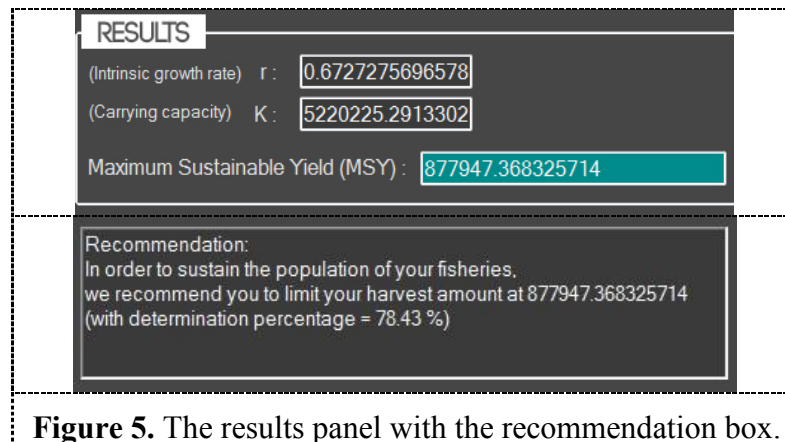 RESULTS
(Intrinsic growth rate) r : 0.6727275696578
(Carrying capacity) K : 5220225.2913302
Maximum Sustainable Yield (MSY) : 877947.368325714
Recommendation:
In order to sustain the population of your fisheries,
we recommend you to limit your harvest amount at 877947.368325714
(with determination percentage = 78.43 %)
Figure 5. The results panel with the recommendation box.